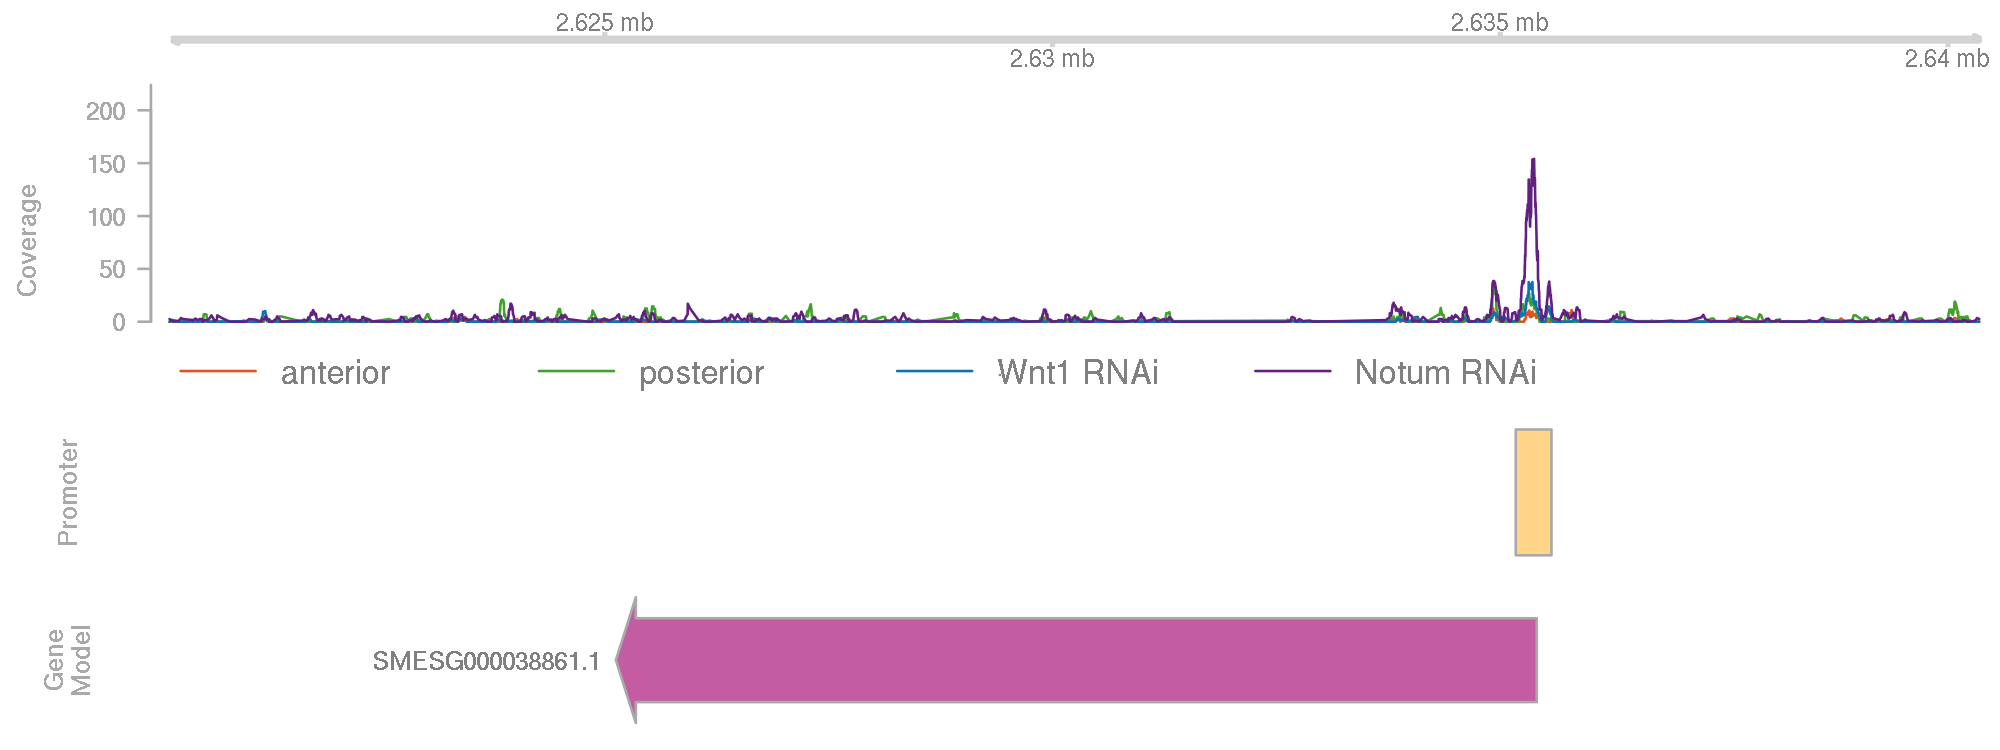 2.625 mb
2.635 mb
2.63 mb
2.64 mb
Coverage
200
150
100
50
0
anterior posterior Wnt1 RNAi Notum RNAi
Promoter
Gene
Model
SMESG000038861.1